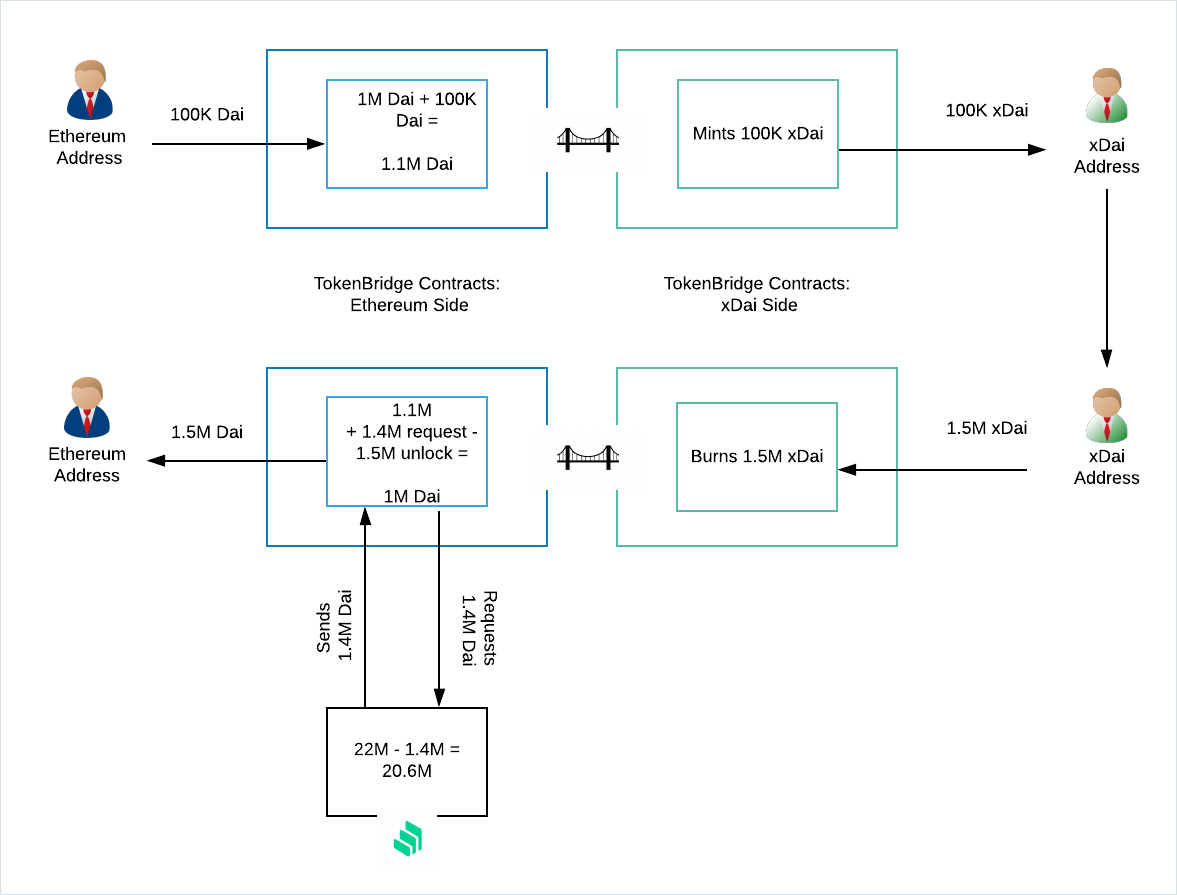 100K Dai
Ethereum
Address
1M Dai + 100K
Dai =
1.1M Dai
Mints 100K xDai
100K xDai
xDai
Address
TokenBridge Contracts:
Ethereum Side
TokenBridge Contracts:
xDai Side
1.5M Dai
Ethereum
Address
1.1M
+ 1.4M request -
1.5M unlock =
1M Dai
Burns 1.5M xDai
1.5M xDai
xDai
Address
Sends
1.4M Dai
Requests
1.4M Dai
22M - 1.4M =
20.6M